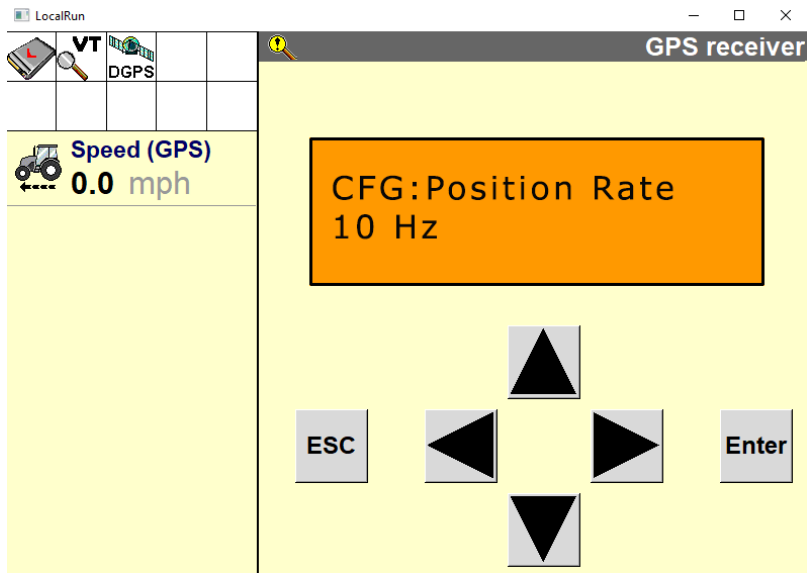 LocalRun
VT
DGPS
GPS receiver
Speed (GPS)
0.0 mph
CFG:Position Rate
10 Hz
ESC
Enter